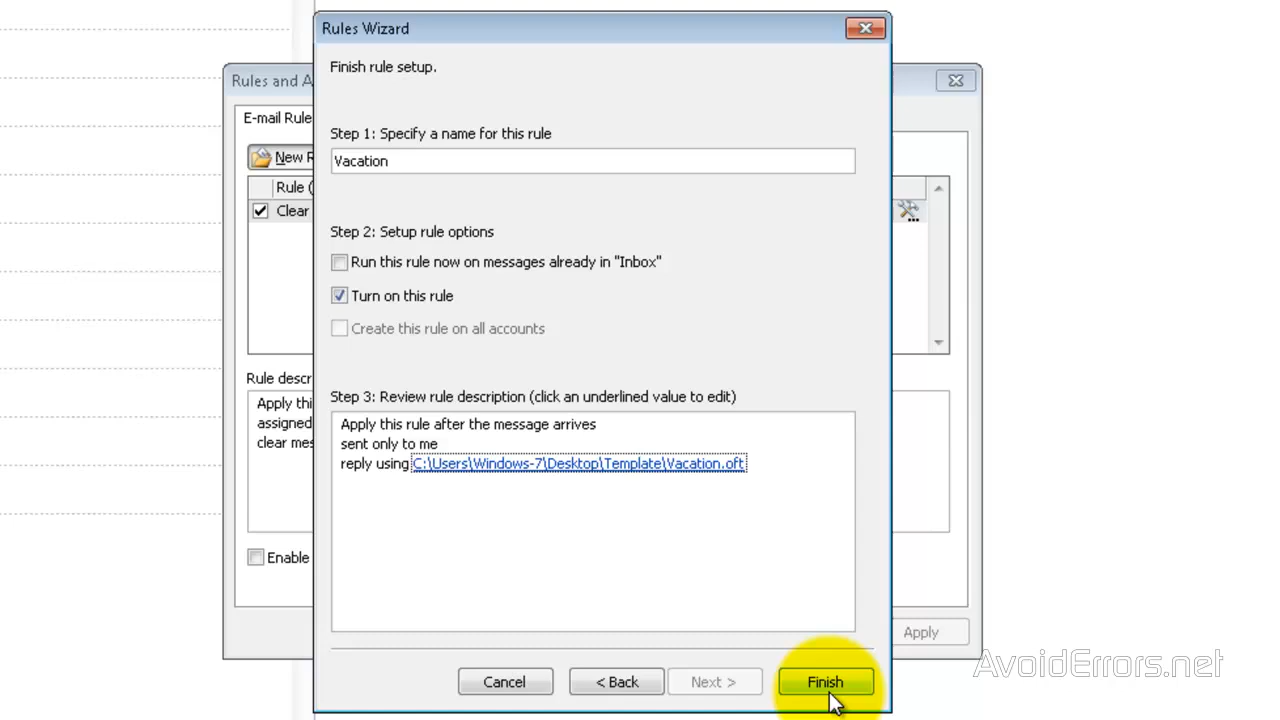 Rules Wizard
Finish rule setup.
Step 1: Specify a name for this rule
Vacation
Step 2: Setup rule options
Run this rule now on messages already in "Inbox"
Turn on this rule
Create this rule on all accounts
Step 3: Review rule description (click an underlined value to edit)
Apply this rule after the message arrives
sent only to me
reply using C:\Users\Windows-7\Desktop\Template\Vacation.oft
Cancel
< Back
Next >
Finish
Rules and A
E-mail Rule
New R
Rule (
Clear
Rule descr
Apply thi
assigned
clear mes
Enable
Apply
AvoidErrors.net